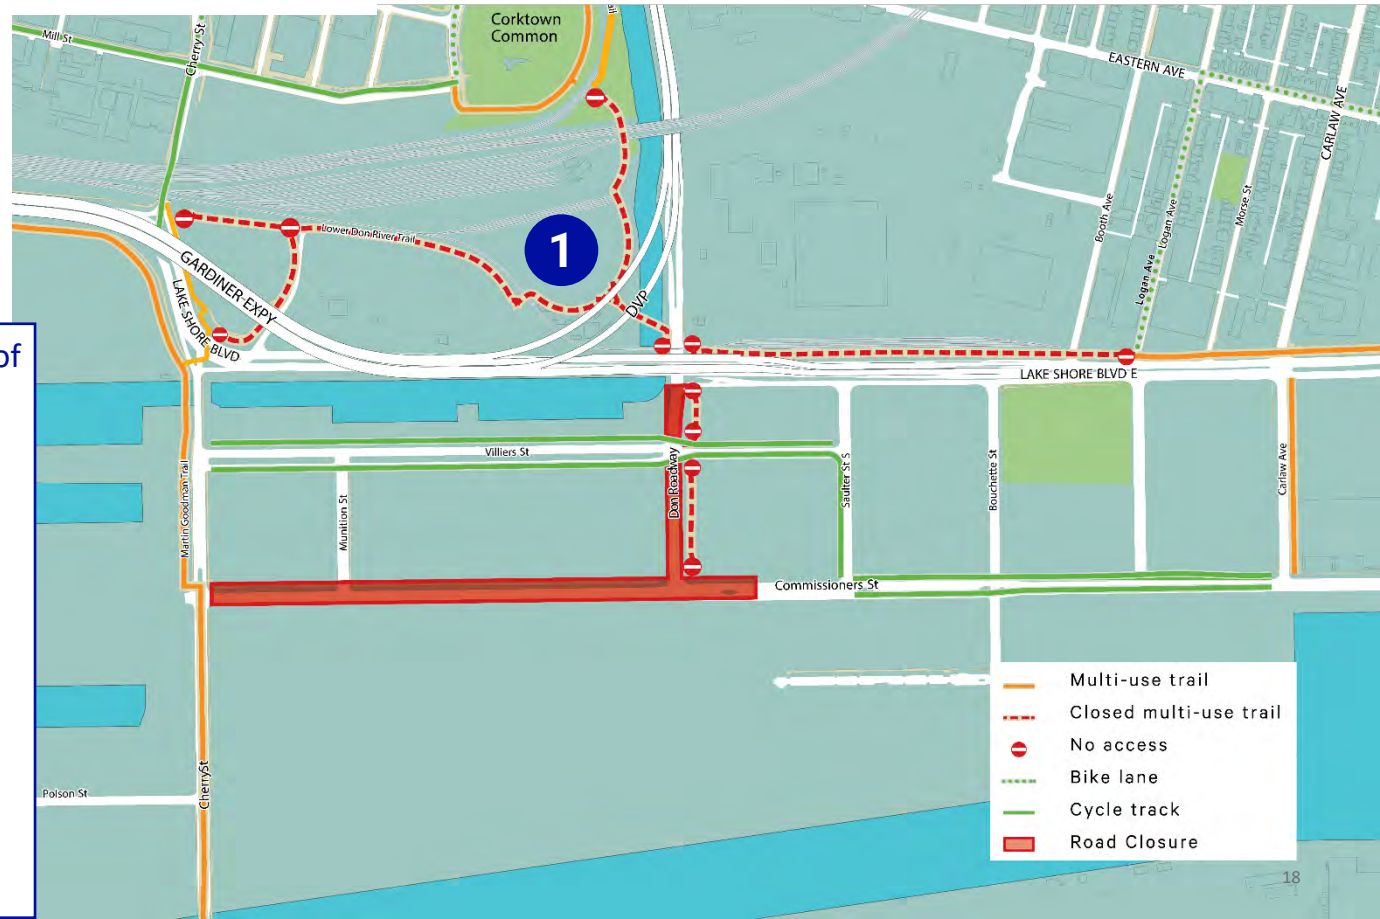 Corktown
Common
Mill St
Cherry St
ail
EASTERN AVE
CARLAW AVE
Lower Don River Trail
1
GARDINER EXPY
LAKE SHORE BLVD
DVP
Booth Ave
Logan Ave
Logan Ave
Morse St
of
LAKE SHORE BLVD E
Villiers St
Martin Goodman Trail
Munition St
Don Roadway
Saulter St S
Bouchette St
Carlaw Ave
Commissioners St
Polson St
CherrySt
Multi-use trail
Closed multi-use trail
No access
Bike lane
Cycle track
Road Closure
18